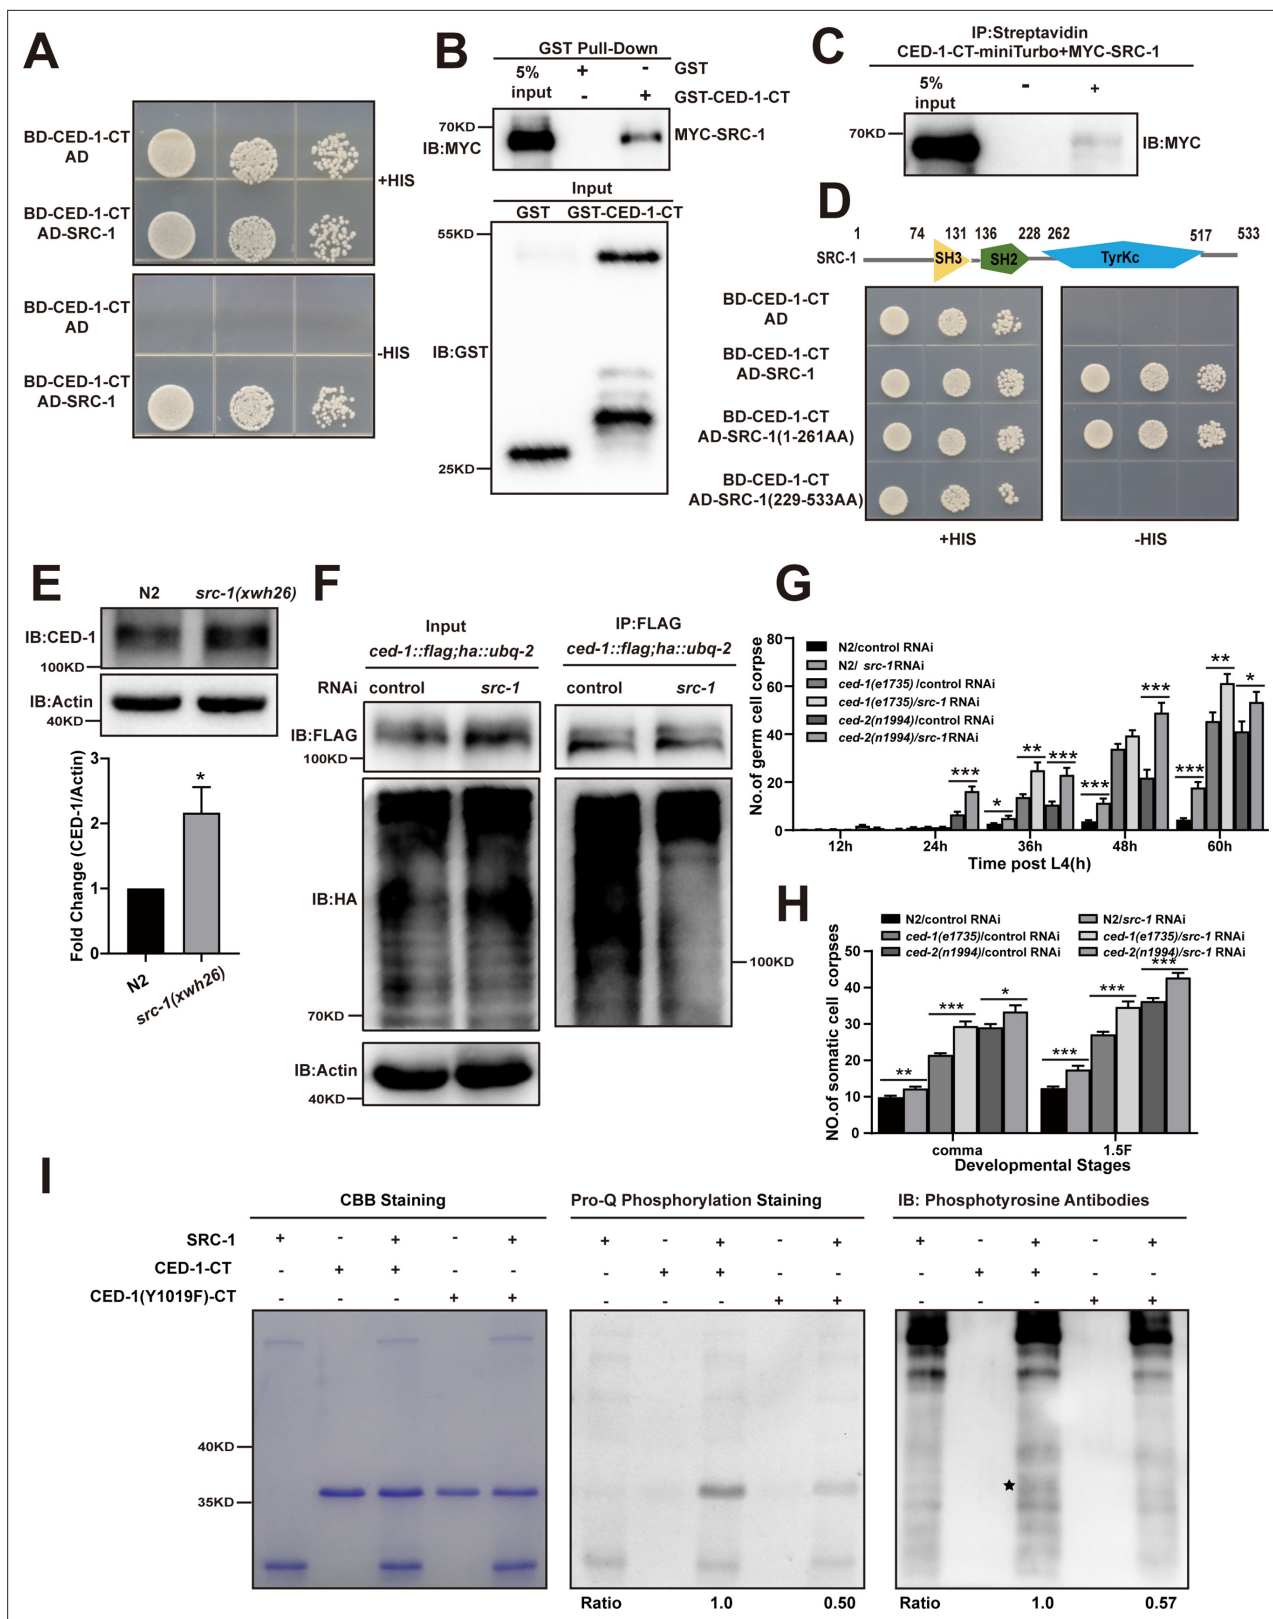 A
BD-CED-1-CT
AD
BD-CED-1-CT
AD-SRC-1
+HIS
BD-CED-1-CT
AD
BD-CED-1-CT
AD-SRC-1
-HIS
B
GST Pull-Down
5% input
+ - GST
- + GST-CED-1-CT
70KD
IB:MYC
MYC-SRC-1
Input
GST GST-CED-1-CT
55KD
IB:GST
25KD
C
IP:Streptavidin
CED-1-CT-miniTurbo+MYC-SRC-1
5% input - +
70KD
IB:MYC
D
1 74 131 136 228 262 517 533
SRC-1 SH3 SH2 TyrKc
BD-CED-1-CT
AD
BD-CED-1-CT
AD-SRC-1
BD-CED-1-CT
AD-SRC-1(1-261AA)
BD-CED-1-CT
AD-SRC-1(229-533AA)
+HIS -HIS
E
N2 src-1(xwh26)
IB:CED-1
100KD
IB:Actin
40KD
Fold Change (CED-1/Actin)
3
2
1
0
*
N2 src-1(xwh26)
F
Input IP:FLAG
ced-1::flag;ha::ubq-2 ced-1::flag;ha::ubq-2
RNAi control src-1 control src-1
IB:FLAG
100KD
IB:HA
100KD
70KD
IB:Actin
40KD
G
No.of germ cell corpse
80
60
40
20
0
N2/control RNAi
N2/ src-1RNAi
ced-1(e1735)/control RNAi
ced-1(e1735)/src-1 RNAi
ced-2(n1994)/control RNAi
ced-2(n1994)/src-1RNAi
*** * ** *** *** *** *** ** *
12h 24h 36h 48h 60h
Time post L4(h)
H
N2/control RNAi N2/src-1 RNAi
ced-1(e1735)/control RNAi ced-1(e1735)/src-1 RNAi
ced-2(n1994)/control RNAi ced-2(n1994)/src-1 RNAi
NO.of somatic cell corpses
50
40
30
20
10
0
** *** * *** *** ***
comma 1.5F
Developmental Stages
I
CBB Staining Pro-Q Phosphorylation Staining IB: Phosphotyrosine Antibodies
SRC-1 + - + - + + - + - + + - + - +
CED-1-CT - + + - - - + + - - - + + - -
CED-1(Y1019F)-CT - - - + + - - - + + - - - + +
40KD
35KD
Ratio 1.0 0.50 Ratio 1.0 0.57